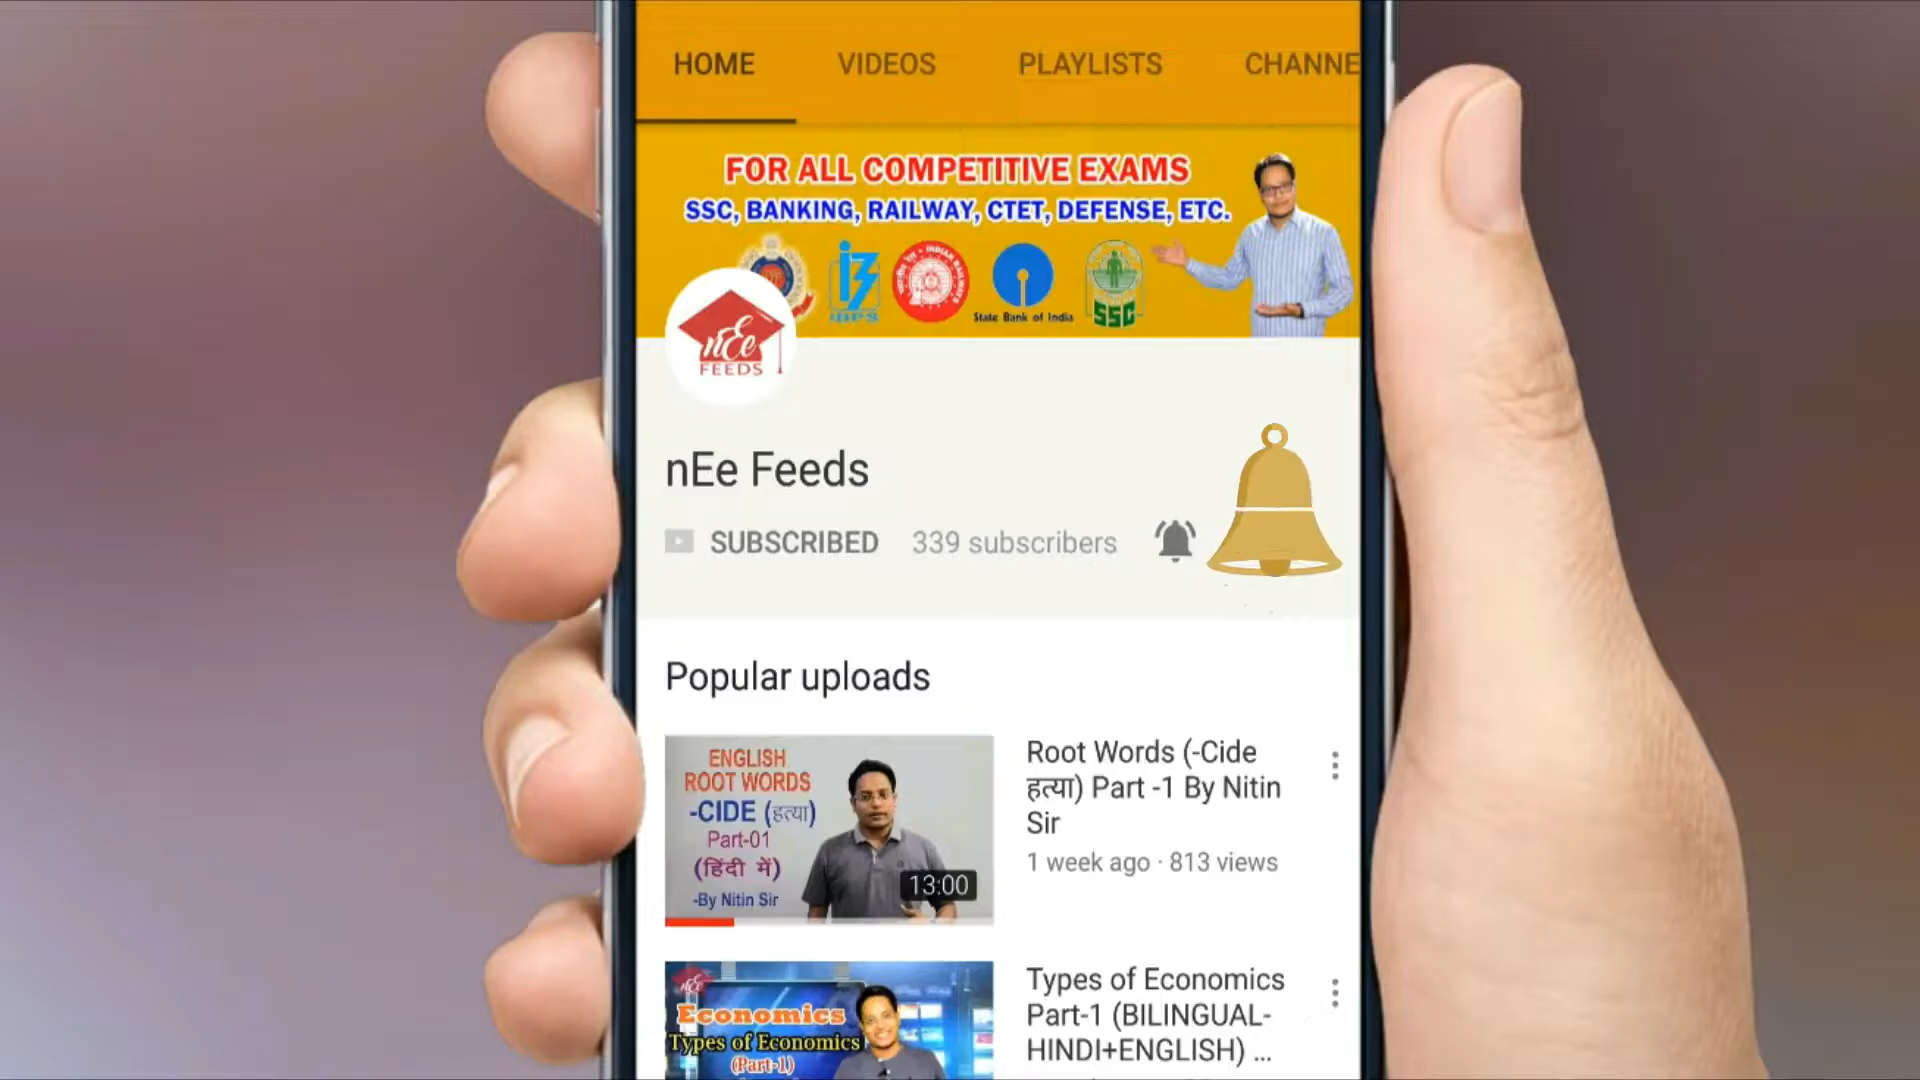 HOME VIDEOS PLAYLISTS CHANNE
FOR ALL COMPETITIVE EXAMS
SSC, BANKING, RAILWAY, CTET, DEFENSE, ETC.
State Bank of India
SSC
nEe
FEEDS
nEe Feeds
SUBSCRIBED 339 subscribers
Popular uploads
ENGLISH
ROOT WORDS
-CIDE (हत्या)
Part-01
(हिंदी में)
-By Nitin Sir
13:00
Root Words (-Cide
हत्या) Part -1 By Nitin
Sir
1 week ago · 813 views
nEe
Economics
Types of Economics
(Part-1)
Types of Economics
Part-1 (BILINGUAL-
HINDI+ENGLISH) ...